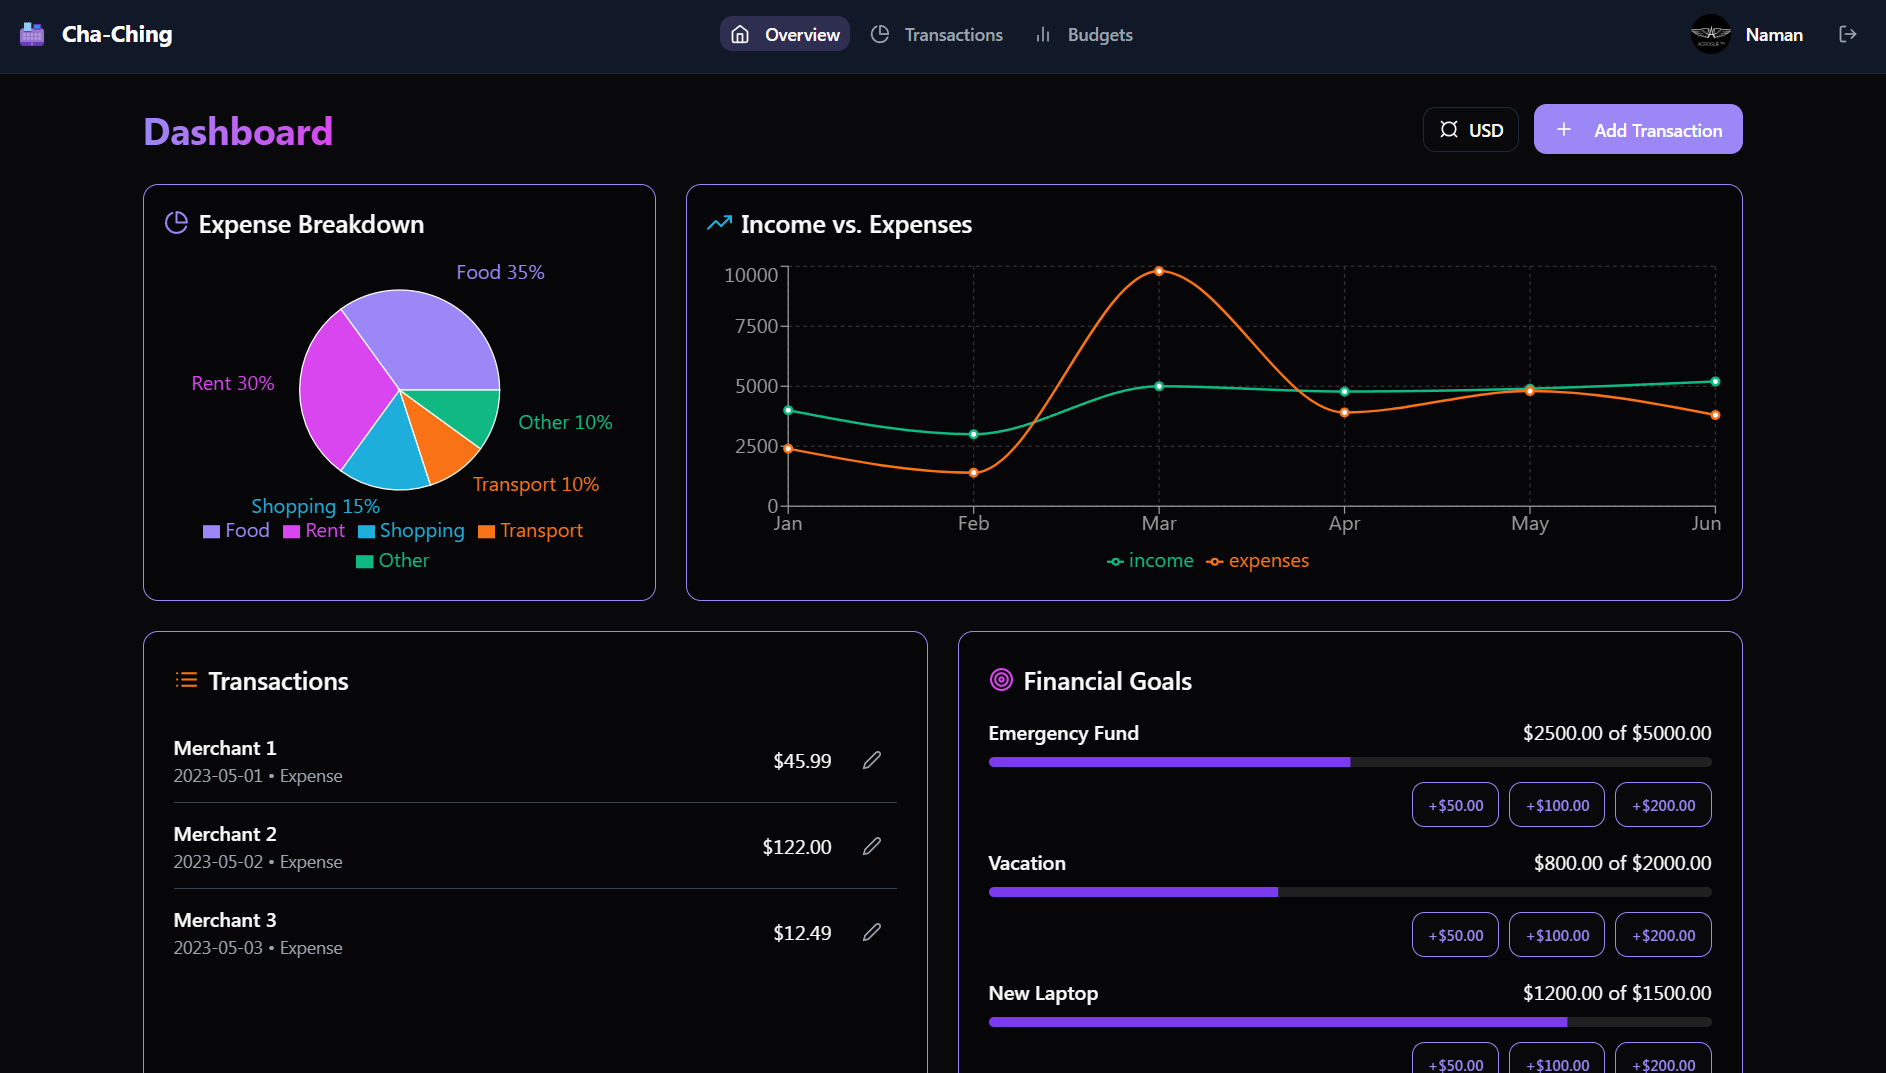 Cha-Ching
Overview
Transactions
Budgets
Naman
Dashboard
USD
+ Add Transaction
Expense Breakdown
Food 35%
Rent 30%
Other 10%
Transport 10%
Shopping 15%
Food Rent Shopping Transport
Other
Income vs. Expenses
10000
7500
5000
2500
0
Jan Feb Mar Apr May Jun
income expenses
Transactions
Merchant 1
2023-05-01 • Expense
$45.99
Merchant 2
2023-05-02 • Expense
$122.00
Merchant 3
2023-05-03 • Expense
$12.49
Financial Goals
Emergency Fund $2500.00 of $5000.00
+$50.00 +$100.00 +$200.00
Vacation $800.00 of $2000.00
+$50.00 +$100.00 +$200.00
New Laptop $1200.00 of $1500.00
+$50.00 +$100.00 +$200.00